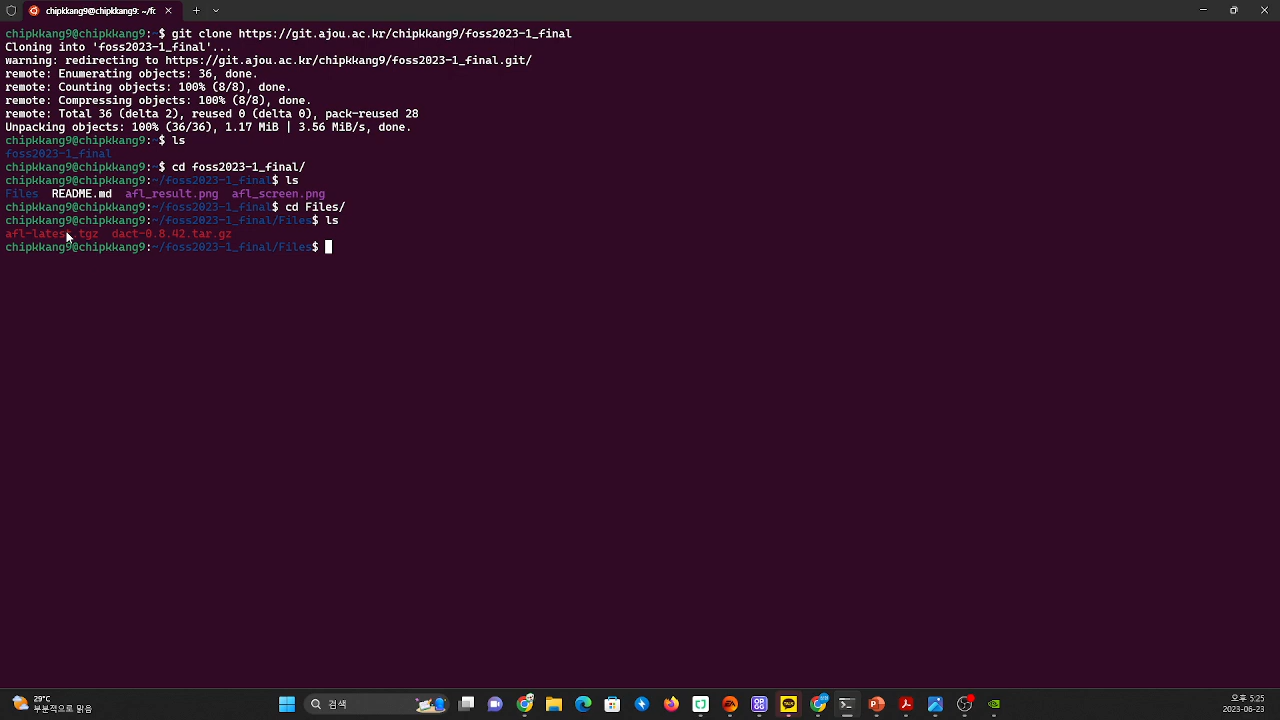 chipkkang9@chipkkang9: ~/fc
chipkkang9@chipkkang9:~$ git clone https://git.ajou.ac.kr/chipkkang9/foss2023-1_final
Cloning into 'foss2023-1_final'...
warning: redirecting to https://git.ajou.ac.kr/chipkkang9/foss2023-1_final.git/
remote: Enumerating objects: 36, done.
remote: Counting objects: 100% (8/8), done.
remote: Compressing objects: 100% (8/8), done.
remote: Total 36 (delta 2), reused 0 (delta 0), pack-reused 28
Unpacking objects: 100% (36/36), 1.17 MiB | 3.56 MiB/s, done.
chipkkang9@chipkkang9:~$ ls
foss2023-1_final
chipkkang9@chipkkang9:~$ cd foss2023-1_final/
chipkkang9@chipkkang9:~/foss2023-1_final$ ls
Files README.md afl_result.png afl_screen.png
chipkkang9@chipkkang9:~/foss2023-1_final$ cd Files/
chipkkang9@chipkkang9:~/foss2023-1_final/Files$ ls
afl-latest.tgz dact-0.8.42.tar.gz
chipkkang9@chipkkang9:~/foss2023-1_final/Files$
29°C
부분적으로 맑음
검색
TALK
오후 5:25
2023-06-23